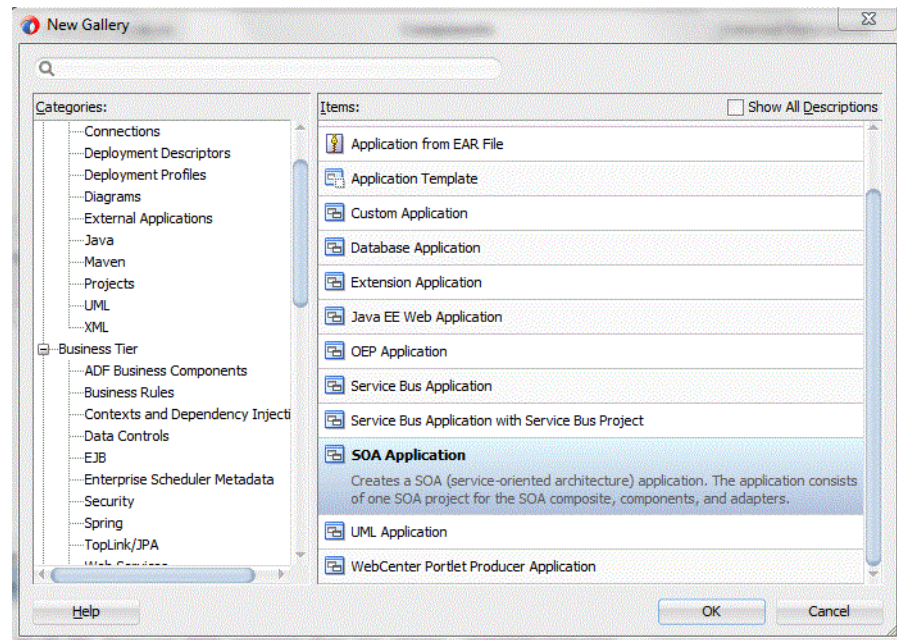 New Gallery
Categories:
Connections
Deployment Descriptors
Deployment Profiles
Diagrams
External Applications
Java
Maven
Projects
UML
XML
Business Tier
ADF Business Components
Business Rules
Contexts and Dependency Injecti
Data Controls
EJB
Enterprise Scheduler Metadata
Security
Spring
TopLink/JPA
Items:
Show All Descriptions
Application from EAR File
Application Template
Custom Application
Database Application
Extension Application
Java EE Web Application
OEP Application
Service Bus Application
Service Bus Application with Service Bus Project
SOA Application
Creates a SOA (service-oriented architecture) application. The application consists
of one SOA project for the SOA composite, components, and adapters.
UML Application
WebCenter Portlet Producer Application
Help
OK
Cancel